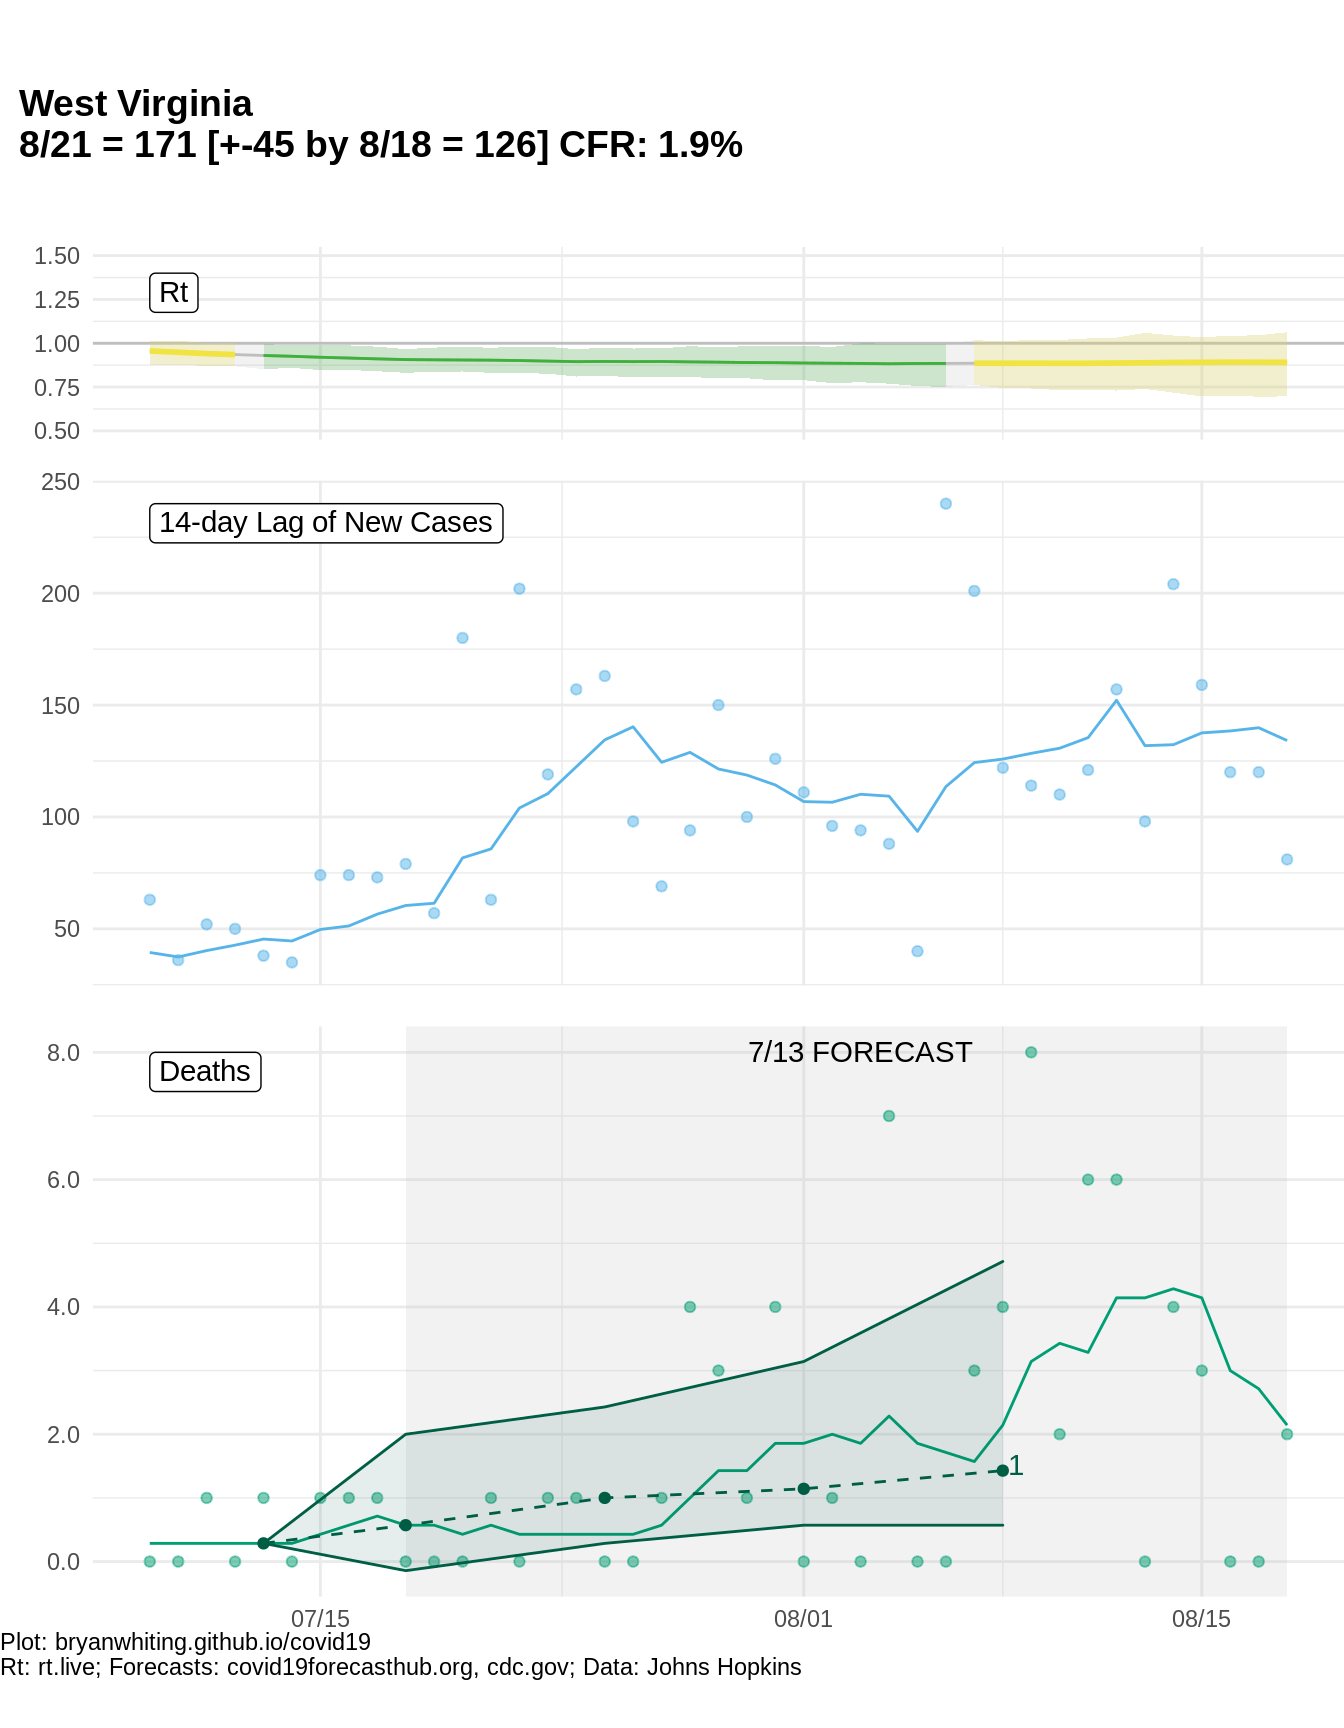 West Virginia
8/21 = 171 [+-45 by 8/18 = 126] CFR: 1.9%
1.50
Rt
1.25
1.00
0.75
0.50
250
14-day Lag of New Cases
200
150
100
50
8.0
Deaths
7/13 FORECAST
6.0
4.0
2.0
1
0.0
07/15
08/01
08/15
Plot: bryanwhiting.github.io/covid19
Rt: rt.live; Forecasts: covid19forecasthub.org, cdc.gov; Data: Johns Hopkins